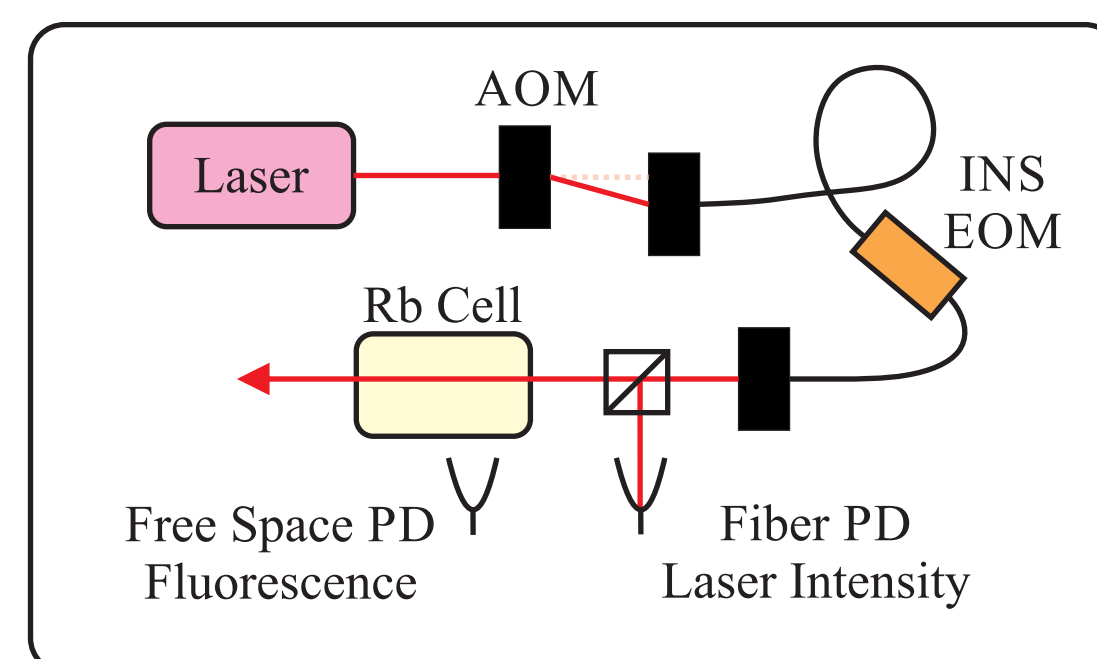 AOM
Laser
INS
EOM
Rb Cell
Free Space PD
Fluorescence
Fiber PD
Laser Intensity